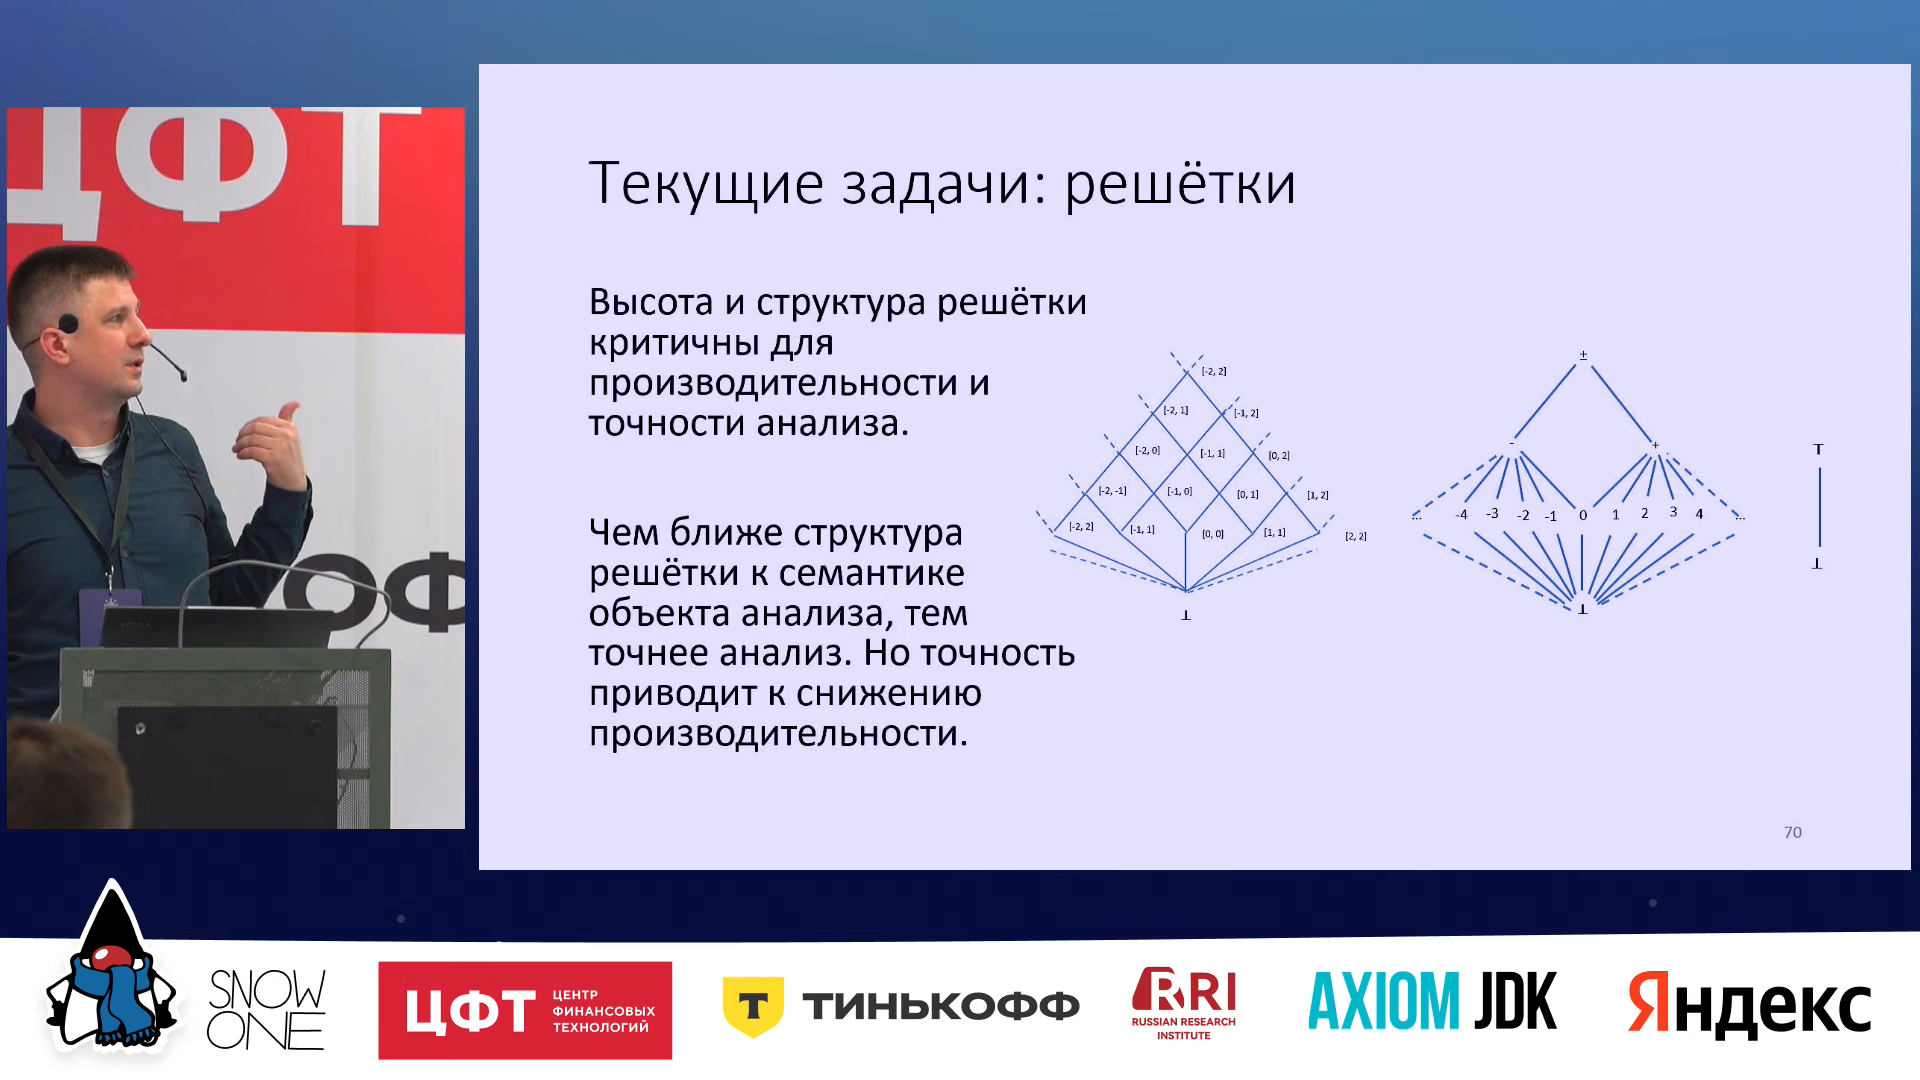 ЦФТ
ОФ
YOGA
Текущие задачи: решётки
Высота и структура решётки
критичны для
производительности и
точности анализа.
Чем ближе структура
решётки к семантике
объекта анализа, тем
точнее анализ. Но точность
приводит к снижению
производительности.
[-2, 2]
[-2, 1]
[-1, 2]
[-2, 0]
[-1, 1]
[0, 2]
[-2, -1]
[-1, 0]
[0, 1]
[1, 2]
[-2, 2]
[-1, 1]
[0, 0]
[1, 1]
[2, 2]
⊥
±
-
+
... -4 -3 -2 -1 0 1 2 3 4 ...
⊥
⊤
⊥
70
SNOW
ONE
ЦФТ
ЦЕНТР
ФИНАНСОВЫХ
ТЕХНОЛОГИЙ
Т ТИНЬКОФФ
RRI
RUSSIAN RESEARCH
INSTITUTE
AXIOM JDK
Яндекс